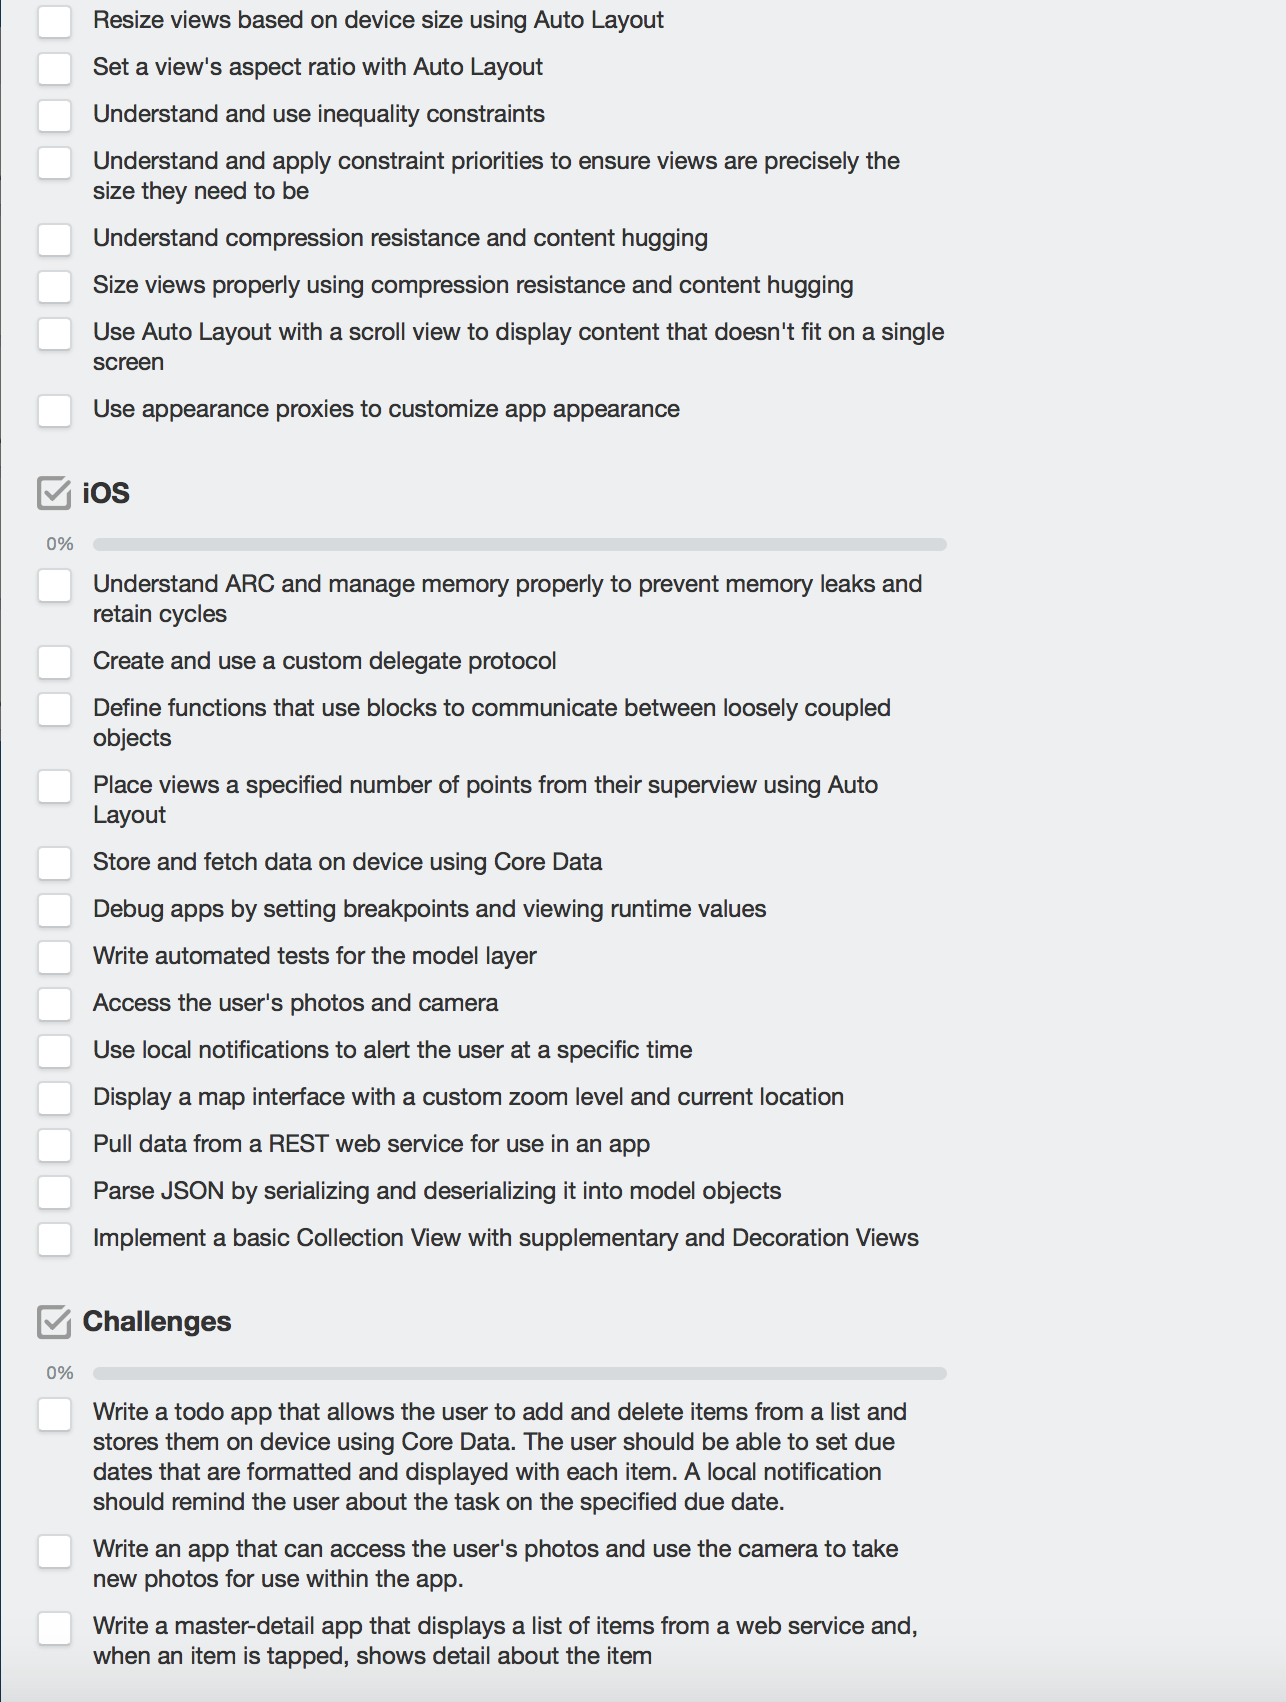 Resize views based on device size using Auto Layout
Set a view's aspect ratio with Auto Layout
Understand and use inequality constraints
Understand and apply constraint priorities to ensure views are precisely the
size they need to be
Understand compression resistance and content hugging
Size views properly using compression resistance and content hugging
Use Auto Layout with a scroll view to display content that doesn't fit on a single
screen
Use appearance proxies to customize app appearance
iOS
0%
Understand ARC and manage memory properly to prevent memory leaks and
retain cycles
Create and use a custom delegate protocol
Define functions that use blocks to communicate between loosely coupled
objects
Place views a specified number of points from their superview using Auto
Layout
Store and fetch data on device using Core Data
Debug apps by setting breakpoints and viewing runtime values
Write automated tests for the model layer
Access the user's photos and camera
Use local notifications to alert the user at a specific time
Display a map interface with a custom zoom level and current location
Pull data from a REST web service for use in an app
Parse JSON by serializing and deserializing it into model objects
Implement a basic Collection View with supplementary and Decoration Views
Challenges
0%
Write a todo app that allows the user to add and delete items from a list and
stores them on device using Core Data. The user should be able to set due
dates that are formatted and displayed with each item. A local notification
should remind the user about the task on the specified due date.
Write an app that can access the user's photos and use the camera to take
new photos for use within the app.
Write a master-detail app that displays a list of items from a web service and,
when an item is tapped, shows detail about the item